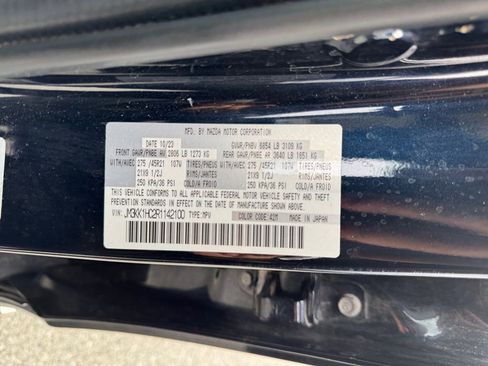 MFD. BY MAZDA MOTOR CORPORATION
DATE 10/23 GVWR/PNBV 6854 LB 3109 KG
FRONT GAWR/PNBE AV 2806 LB 1273 KG REAR GAWR/PNBE AR 3640 LB 1651 KG
WITH/AVEC 275 /45R21 107W TIRES/PNEUS WITH/AVEC 275 /45R21 107W TIRES/PNEUS
21X9 1/2J RIMS/JANTES 21X9 1/2J RIMS/JANTES
250 KPA/36 PSI COLD/A FROID 250 KPA/36 PSI COLD/A FROID
THIS VEHICLE CONFORMS TO ALL APPLICABLE FEDERAL MOTOR VEHICLE SAFETY AND THEFT
PREVENTION STANDARDS IN EFFECT ON THE DATE OF MANUFACTURE SHOWN ABOVE.
VIN: JM3KK1HC2R1142100 TYPE:MPV
COLOR CODE: 42M MADE IN JAPAN